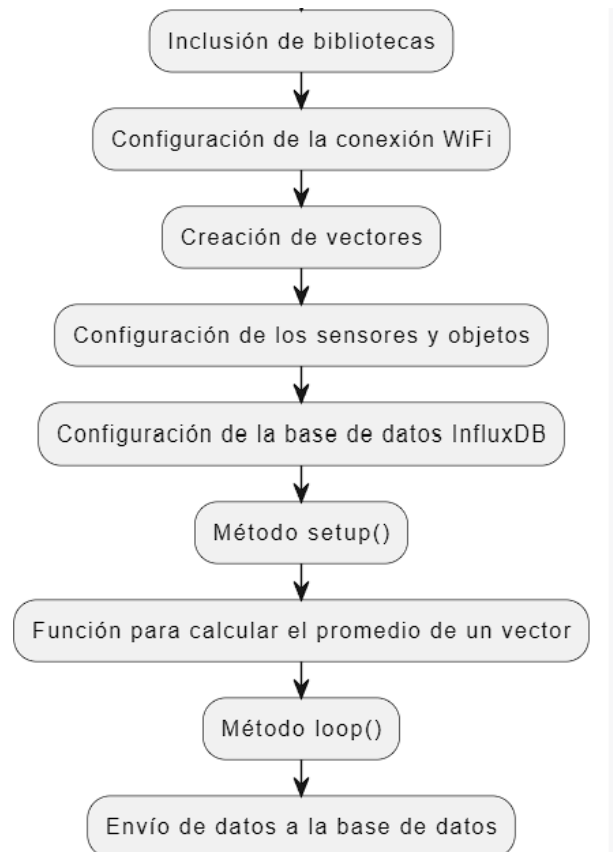 Inclusión de bibliotecas
Configuración de la conexión WiFi
Creación de vectores
Configuración de los sensores y objetos
Configuración de la base de datos InfluxDB
Método setup()
Función para calcular el promedio de un vector
Método loop()
Envío de datos a la base de datos